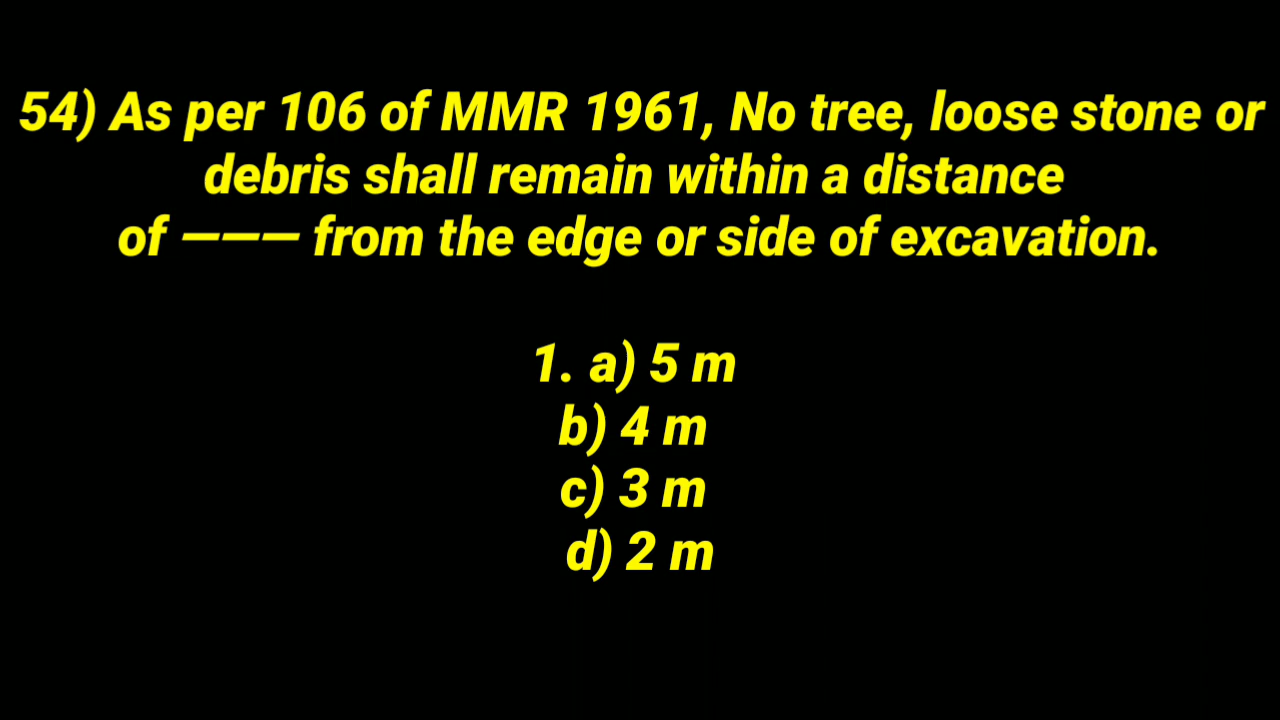 54) As per 106 of MMR 1961, No tree, loose stone or
debris shall remain within a distance
of ——— from the edge or side of excavation.
1. a) 5 m
b) 4 m
c) 3 m
d) 2 m